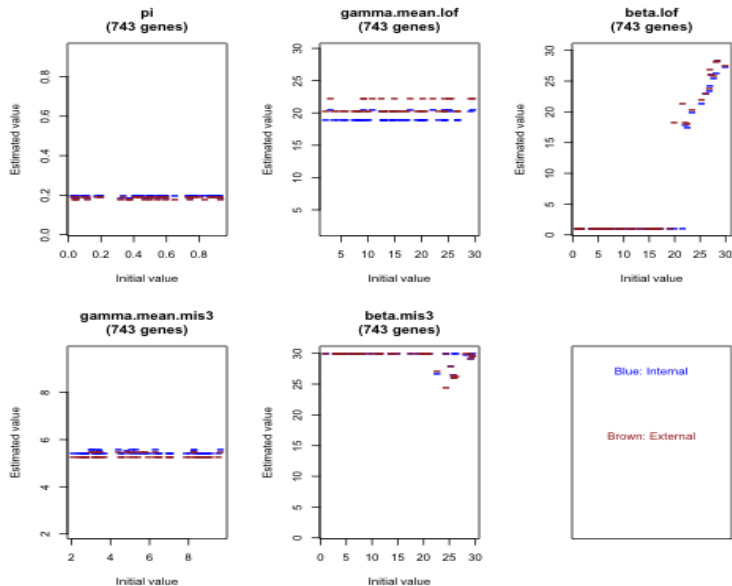 pi
(743 genes)
gamma.mean.lof
(743 genes)
beta.lof
(743 genes)
Estimated value
0.0 0.2 0.4 0.6 0.8
0.0 0.2 0.4 0.6 0.8
Initial value
Estimated value
5 10 15 20 25 30
5 10 15 20 25 30
Initial value
Estimated value
0 5 10 15 20 25 30
0 5 10 15 20 25 30
Initial value
gamma.mean.mis3
(743 genes)
beta.mis3
(743 genes)
Estimated value
2 4 6 8
2 4 6 8
Initial value
Estimated value
0 5 10 15 20 25 30
0 5 10 15 20 25 30
Initial value
Blue: Internal
Brown: External